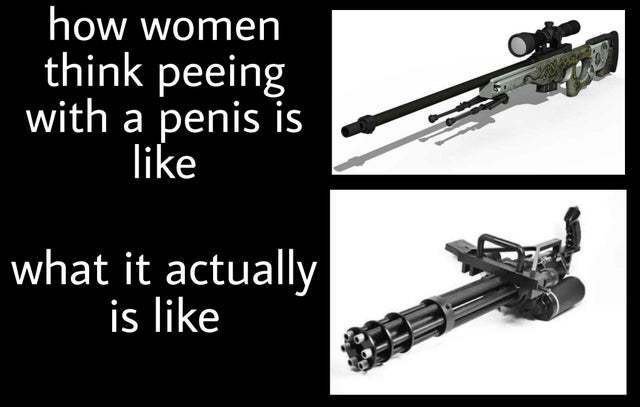 how women
think peeing
with a penis is
like
what it actually
is like